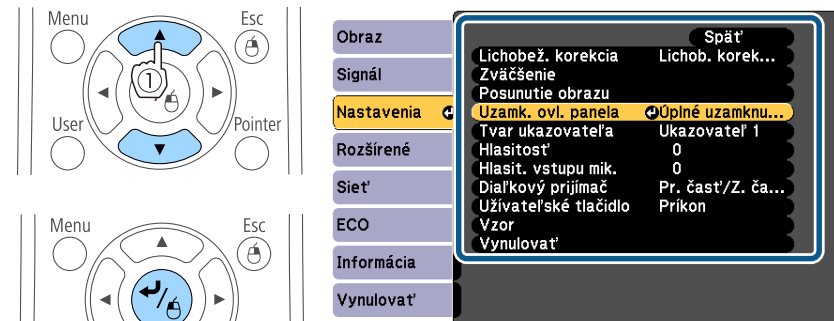 Menu
Esc
①
User
Pointer
Menu
Esc
Obraz
Signál
Nastavenia
Rozšírené
Sieť
ECO
Informácia
Vynulovať
Späť
Lichobež. korekcia Lichob. korek...
Zväčšenie
Posunutie obrazu
Uzamk. ovl. panela Úplné uzamknu...
Tvar ukazovateľa Ukazovateľ 1
Hlasitosť 0
Hlasit. vstupu mik. 0
Diaľkový prijímač Pr. časť/Z. ča...
Užívateľské tlačidlo Príkon
Vzor
Vynulovať